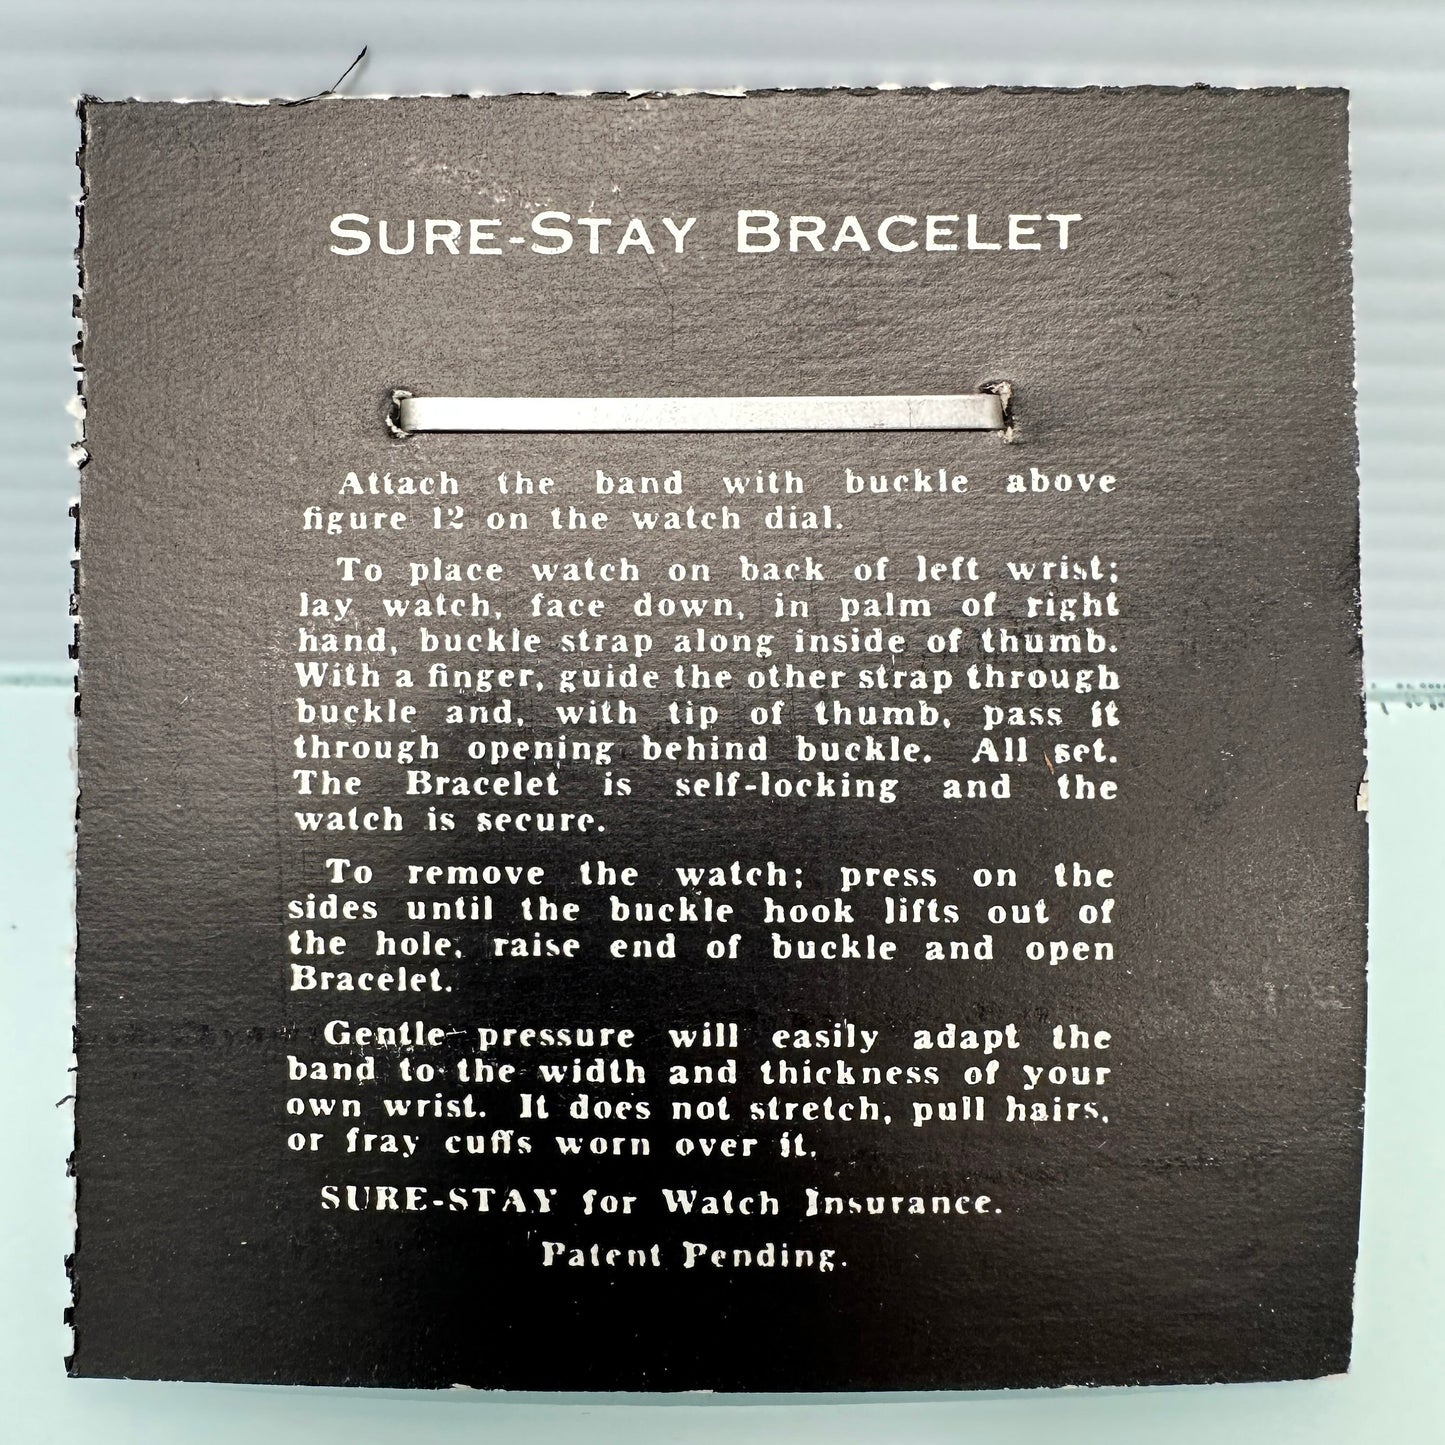 SURE-STAY BRACELET
Attach the band with buckle above
figure 12 on the watch dial.
To place watch on back of left wrist;
lay watch, face down, in palm of right
hand, buckle strap along inside of thumb.
With a finger, guide the other strap through
buckle and, with tip of thumb, pass it
through opening behind buckle. All set.
The Bracelet is self-locking and the
watch is secure.
To remove the watch; press on the
sides until the buckle hook lifts out of
the hole, raise end of buckle and open
Bracelet.
Gentle pressure will easily adapt the
band to the width and thickness of your
own wrist. It does not stretch, pull hairs,
or fray cuffs worn over it.
SURE-STAY for Watch Insurance.
Patent Pending.